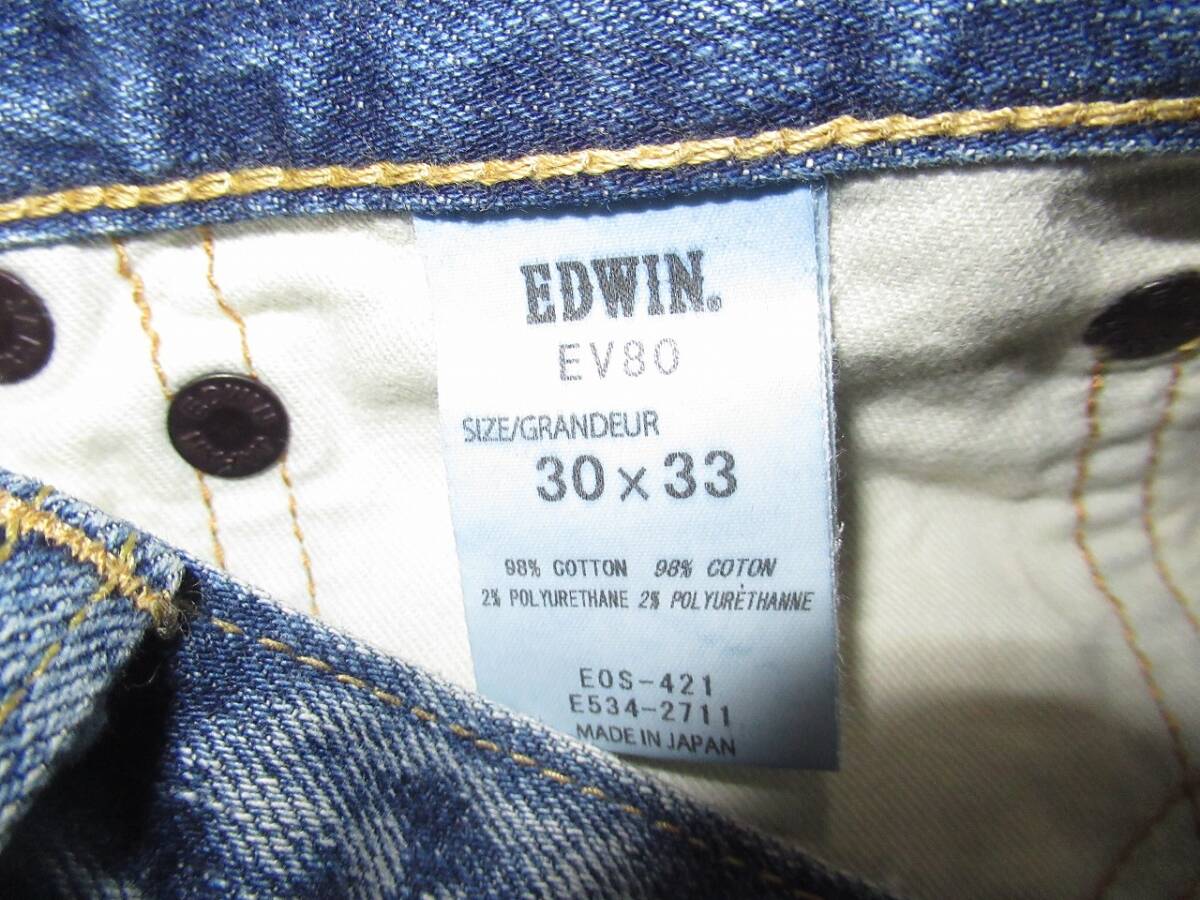 EDWIN.
EV80
SIZE/GRANDEUR
30 x 33
98% COTTON 98% COTON
2% POLYURETHANE 2% POLYURÉTHANNE
EOS-421
E534-2711
MADE IN JAPAN
EDWIN